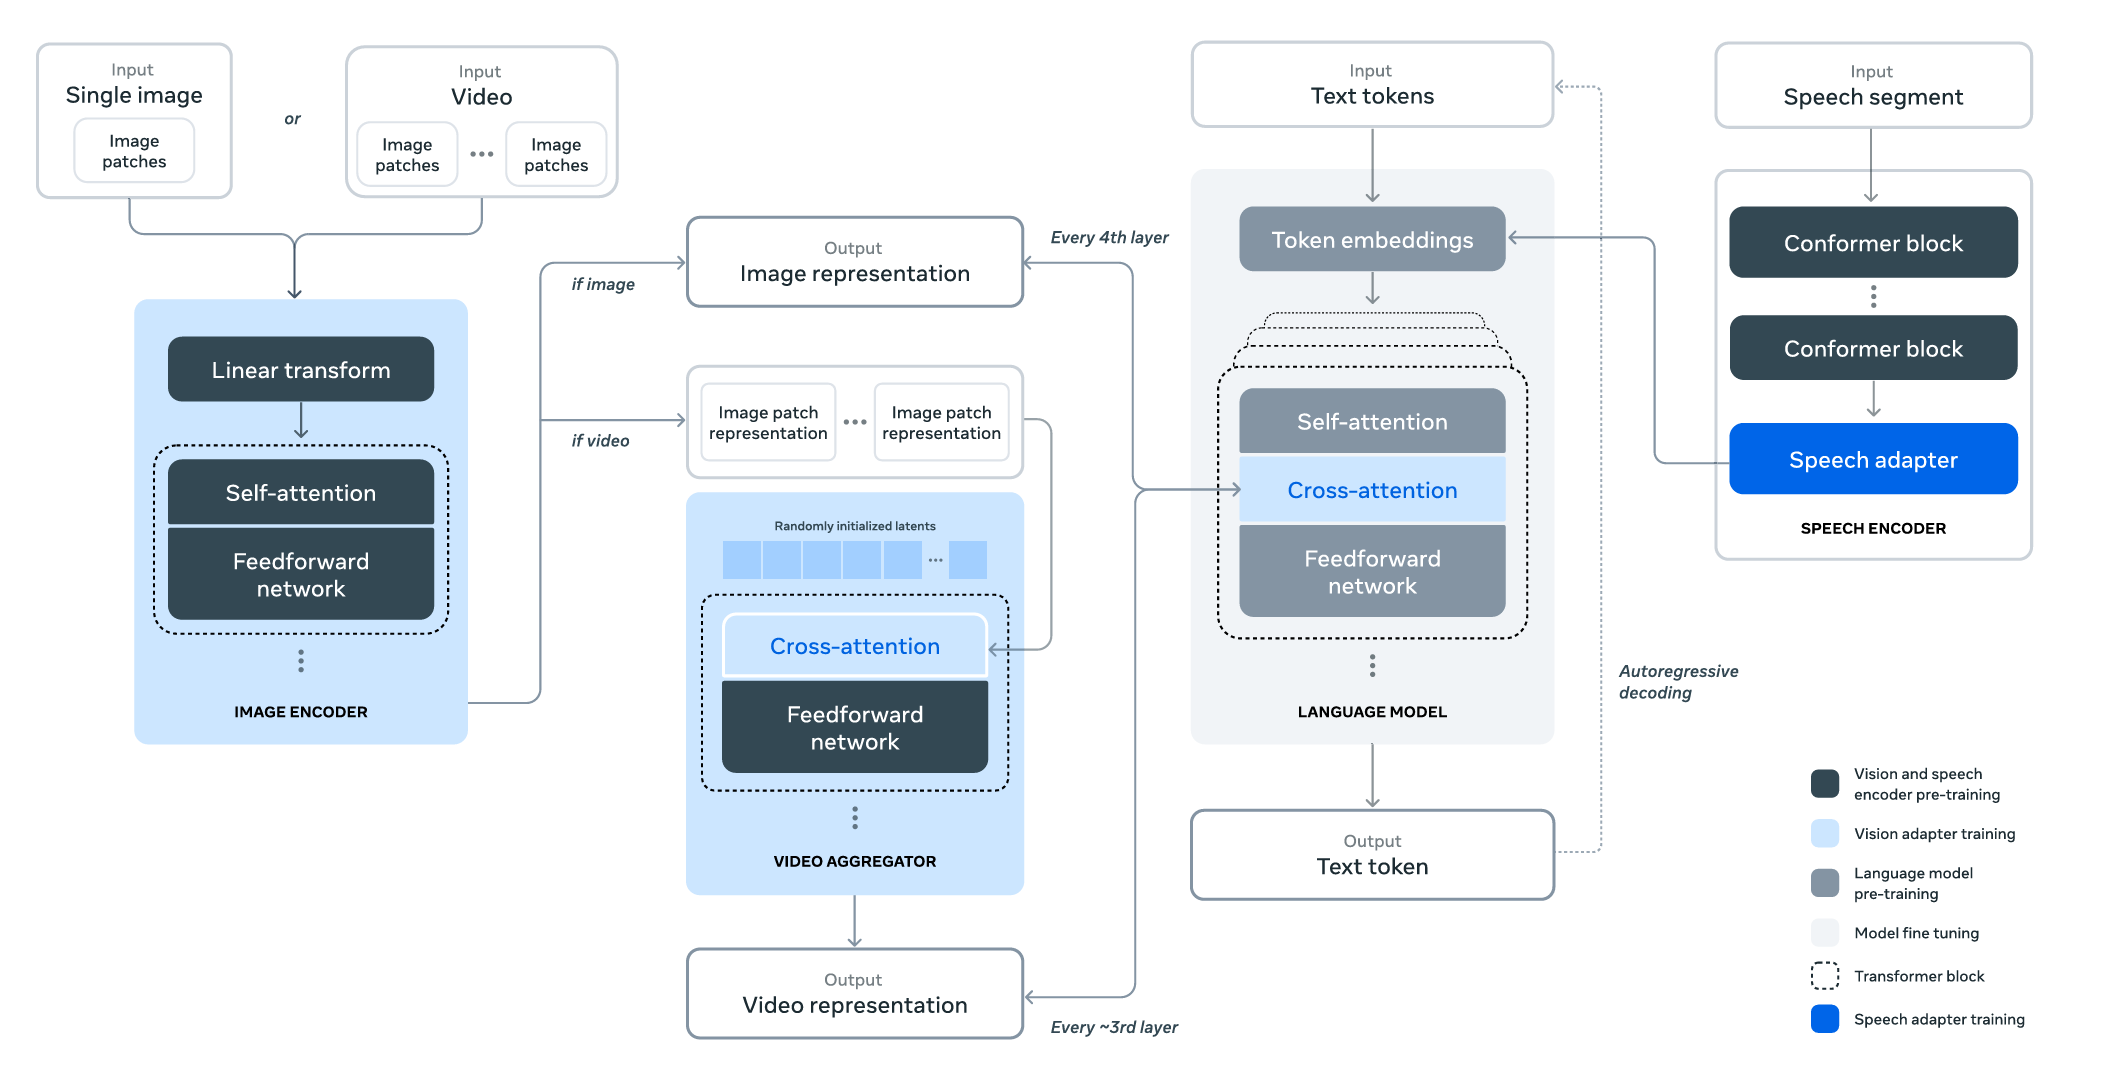 Input
Single image
Image
patches
or
Input
Video
Image
patches
...
Image
patches
Linear transform
Self-attention
Feedforward
network
IMAGE ENCODER
if image
if video
Output
Image representation
Image patch
representation
...
Image patch
representation
Randomly initialized latents
...
Cross-attention
Feedforward
network
VIDEO AGGREGATOR
Output
Video representation
Every 4th layer
Every ~3rd layer
Input
Text tokens
Token embeddings
Self-attention
Cross-attention
Feedforward
network
LANGUAGE MODEL
Output
Text token
Autoregressive
decoding
Input
Speech segment
Conformer block
Conformer block
Speech adapter
SPEECH ENCODER
Vision and speech
encoder pre-training
Vision adapter training
Language model
pre-training
Model fine tuning
Transformer block
Speech adapter training